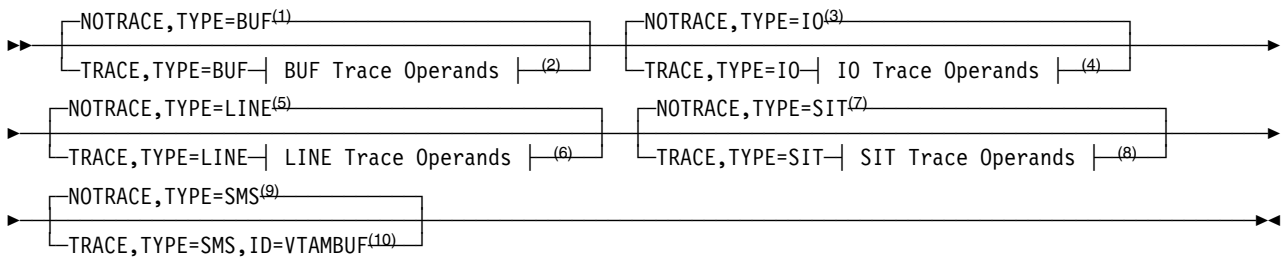 NOTRACE,TYPE=BUF(1) NOTRACE,TYPE=IO(3)
TRACE,TYPE=BUF BUF Trace Operands (2) TRACE,TYPE=IO IO Trace Operands (4)
NOTRACE,TYPE=LINE(5) NOTRACE,TYPE=SIT(7)
TRACE,TYPE=LINE LINE Trace Operands (6) TRACE,TYPE=SIT SIT Trace Operands (8)
NOTRACE,TYPE=SMS(9)
TRACE,TYPE=SMS,ID=VTAMBUF(10)